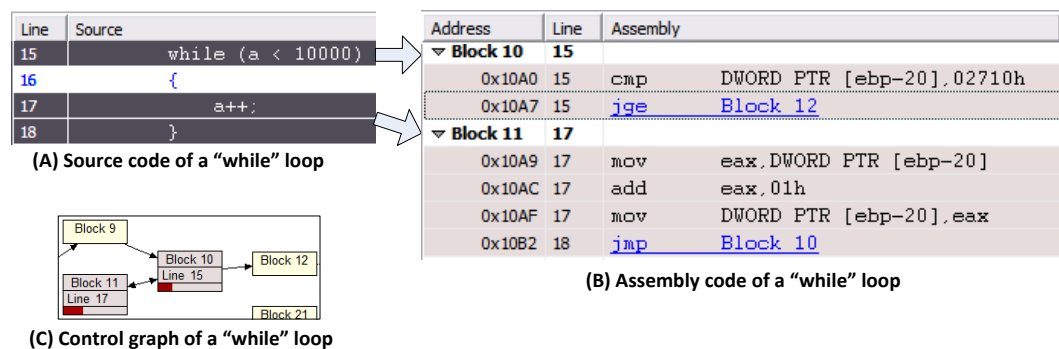 Line Source
15 while (a < 10000)
16 {
17 a++;
18 }
(A) Source code of a “while” loop
Address Line Assembly
Block 10 15
0x10A0 15 cmp DWORD PTR [ebp-20],02710h
0x10A7 15 jge Block 12
Block 11 17
0x10A9 17 mov eax,DWORD PTR [ebp-20]
0x10AC 17 add eax,01h
0x10AF 17 mov DWORD PTR [ebp-20],eax
0x10B2 18 jmp Block 10
(B) Assembly code of a “while” loop
Block 9
Block 10
Line 15
Block 12
Block 11
Line 17
Block 21
(C) Control graph of a “while” loop